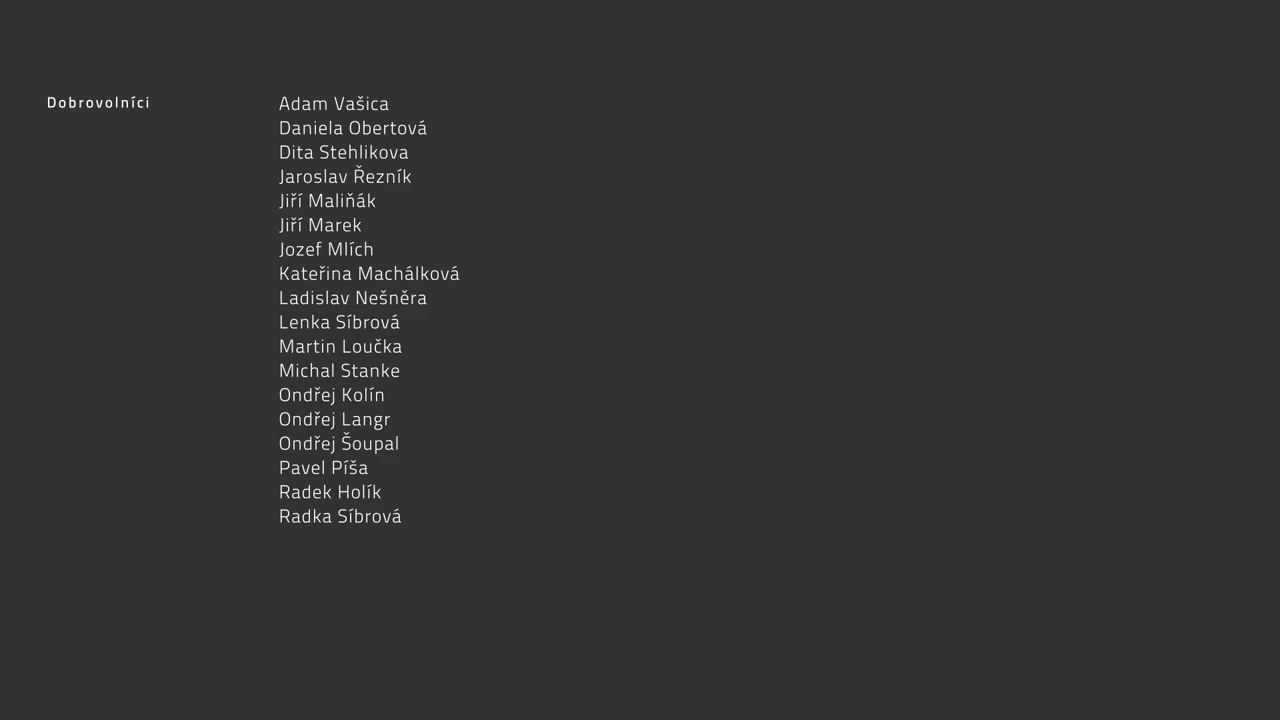 Dobrovolníci
Adam Vašica
Daniela Obertová
Dita Stehlikova
Jaroslav Řezník
Jiří Maliňák
Jiří Marek
Jozef Mlích
Kateřina Machálková
Ladislav Nešněra
Lenka Síbrová
Martin Loučka
Michal Stanke
Ondřej Kolín
Ondřej Langr
Ondřej Šoupal
Pavel Píša
Radek Holík
Radka Síbrová